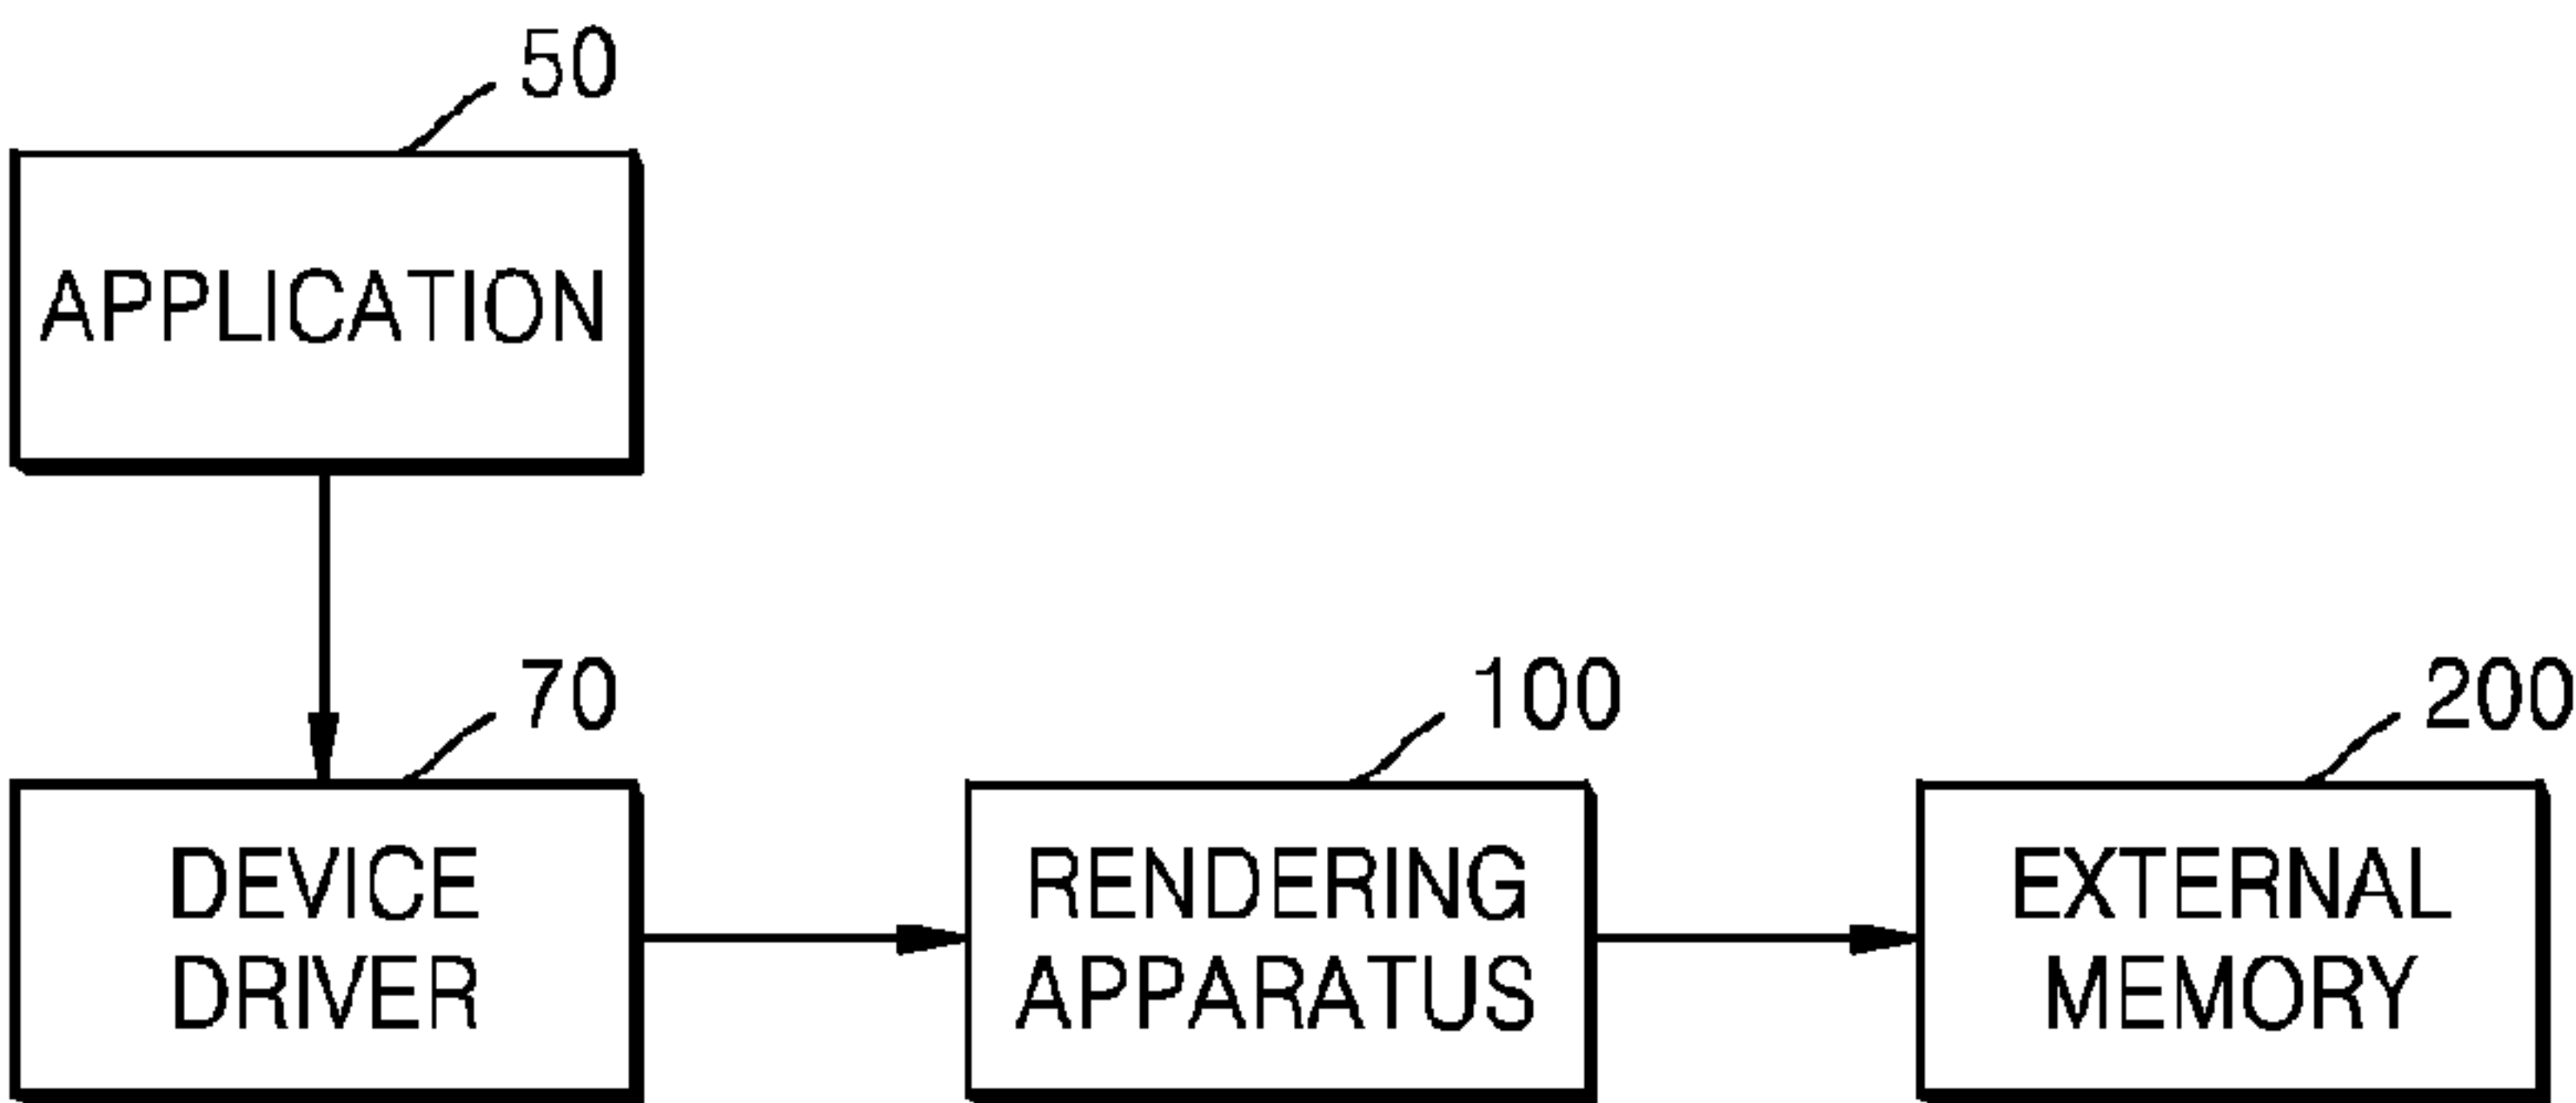 50
APPLICATION
70
DEVICE
DRIVER
100
RENDERING
APPARATUS
200
EXTERNAL
MEMORY